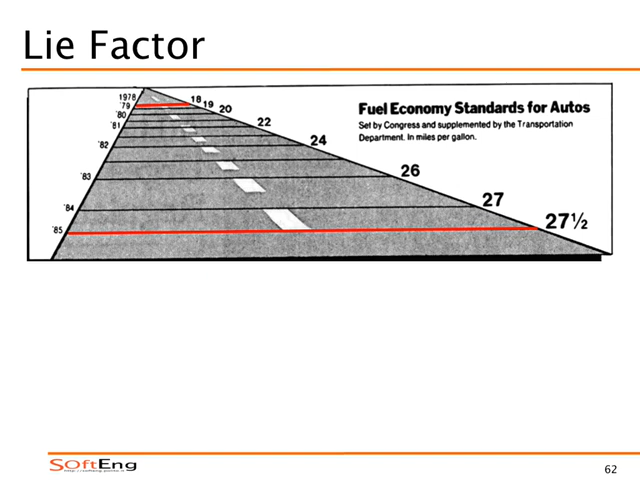 Lie Factor
Fuel Economy Standards for Autos
Set by Congress and supplemented by the Transportation
Department. In miles per gallon.
1978 18
'79 19
'80 20
'81 22
'82 24
'83 26
'84 27
'85 27½
SOftEng
62